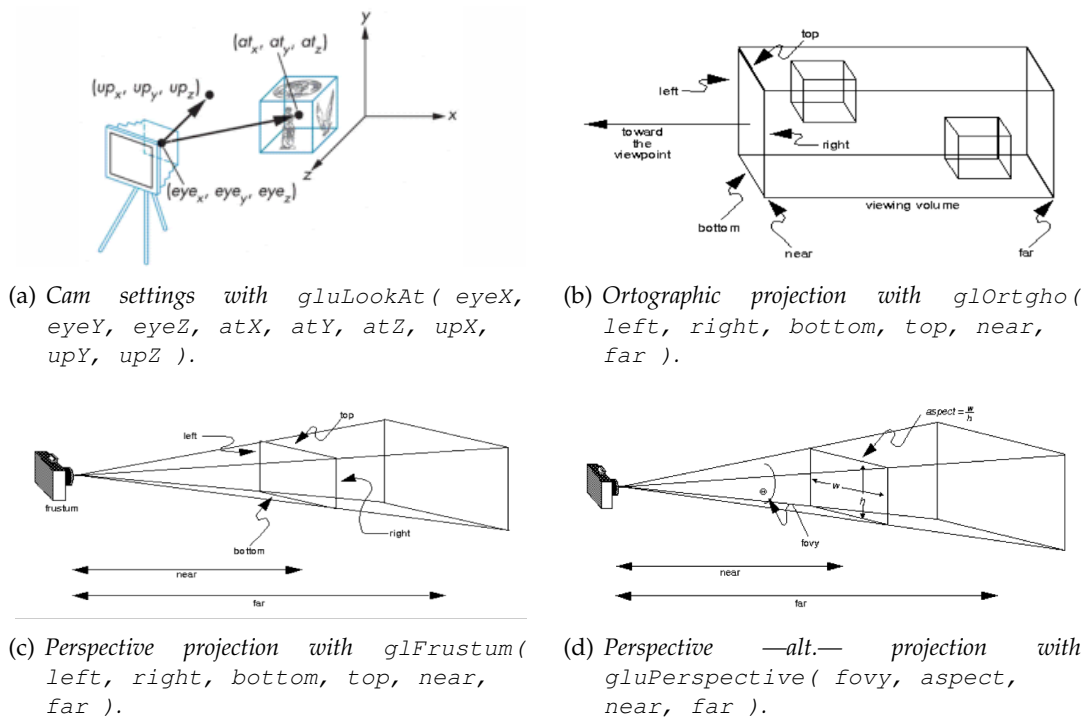 y
(at_x, at_y, at_z)
(up_x, up_y, up_z)
x
z
(eye_x, eye_y, eye_z)
(a) Cam settings with gluLookAt( eyeX,
eyeY, eyeZ, atX, atY, atZ, upX,
upY, upZ ).
top
left
toward
the
viewpoint
right
viewing volume
bottom
near
far
(b) Ortographic projection with glOrtgho(
left, right, bottom, top, near,
far ).
top
left
frustum
right
bottom
near
far
(c) Perspective projection with glFrustum(
left, right, bottom, top, near,
far ).
aspect = w/h
w
h
θ
fovy
near
far
(d) Perspective —alt.— projection with
gluPerspective( fovy, aspect,
near, far ).